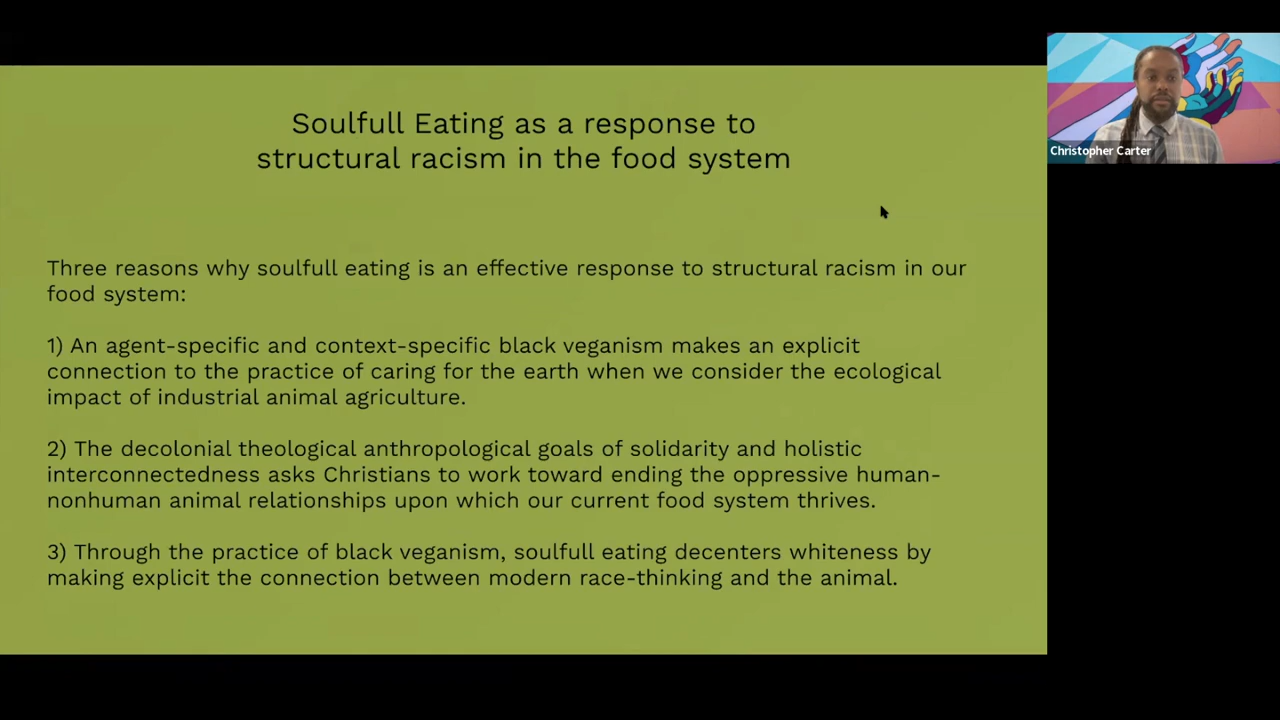 Soulfull Eating as a response to
structural racism in the food system
Christopher Carter
Three reasons why soulfull eating is an effective response to structural racism in our
food system:
1) An agent-specific and context-specific black veganism makes an explicit
connection to the practice of caring for the earth when we consider the ecological
impact of industrial animal agriculture.
2) The decolonial theological anthropological goals of solidarity and holistic
interconnectedness asks Christians to work toward ending the oppressive human-
nonhuman animal relationships upon which our current food system thrives.
3) Through the practice of black veganism, soulfull eating decenters whiteness by
making explicit the connection between modern race-thinking and the animal.